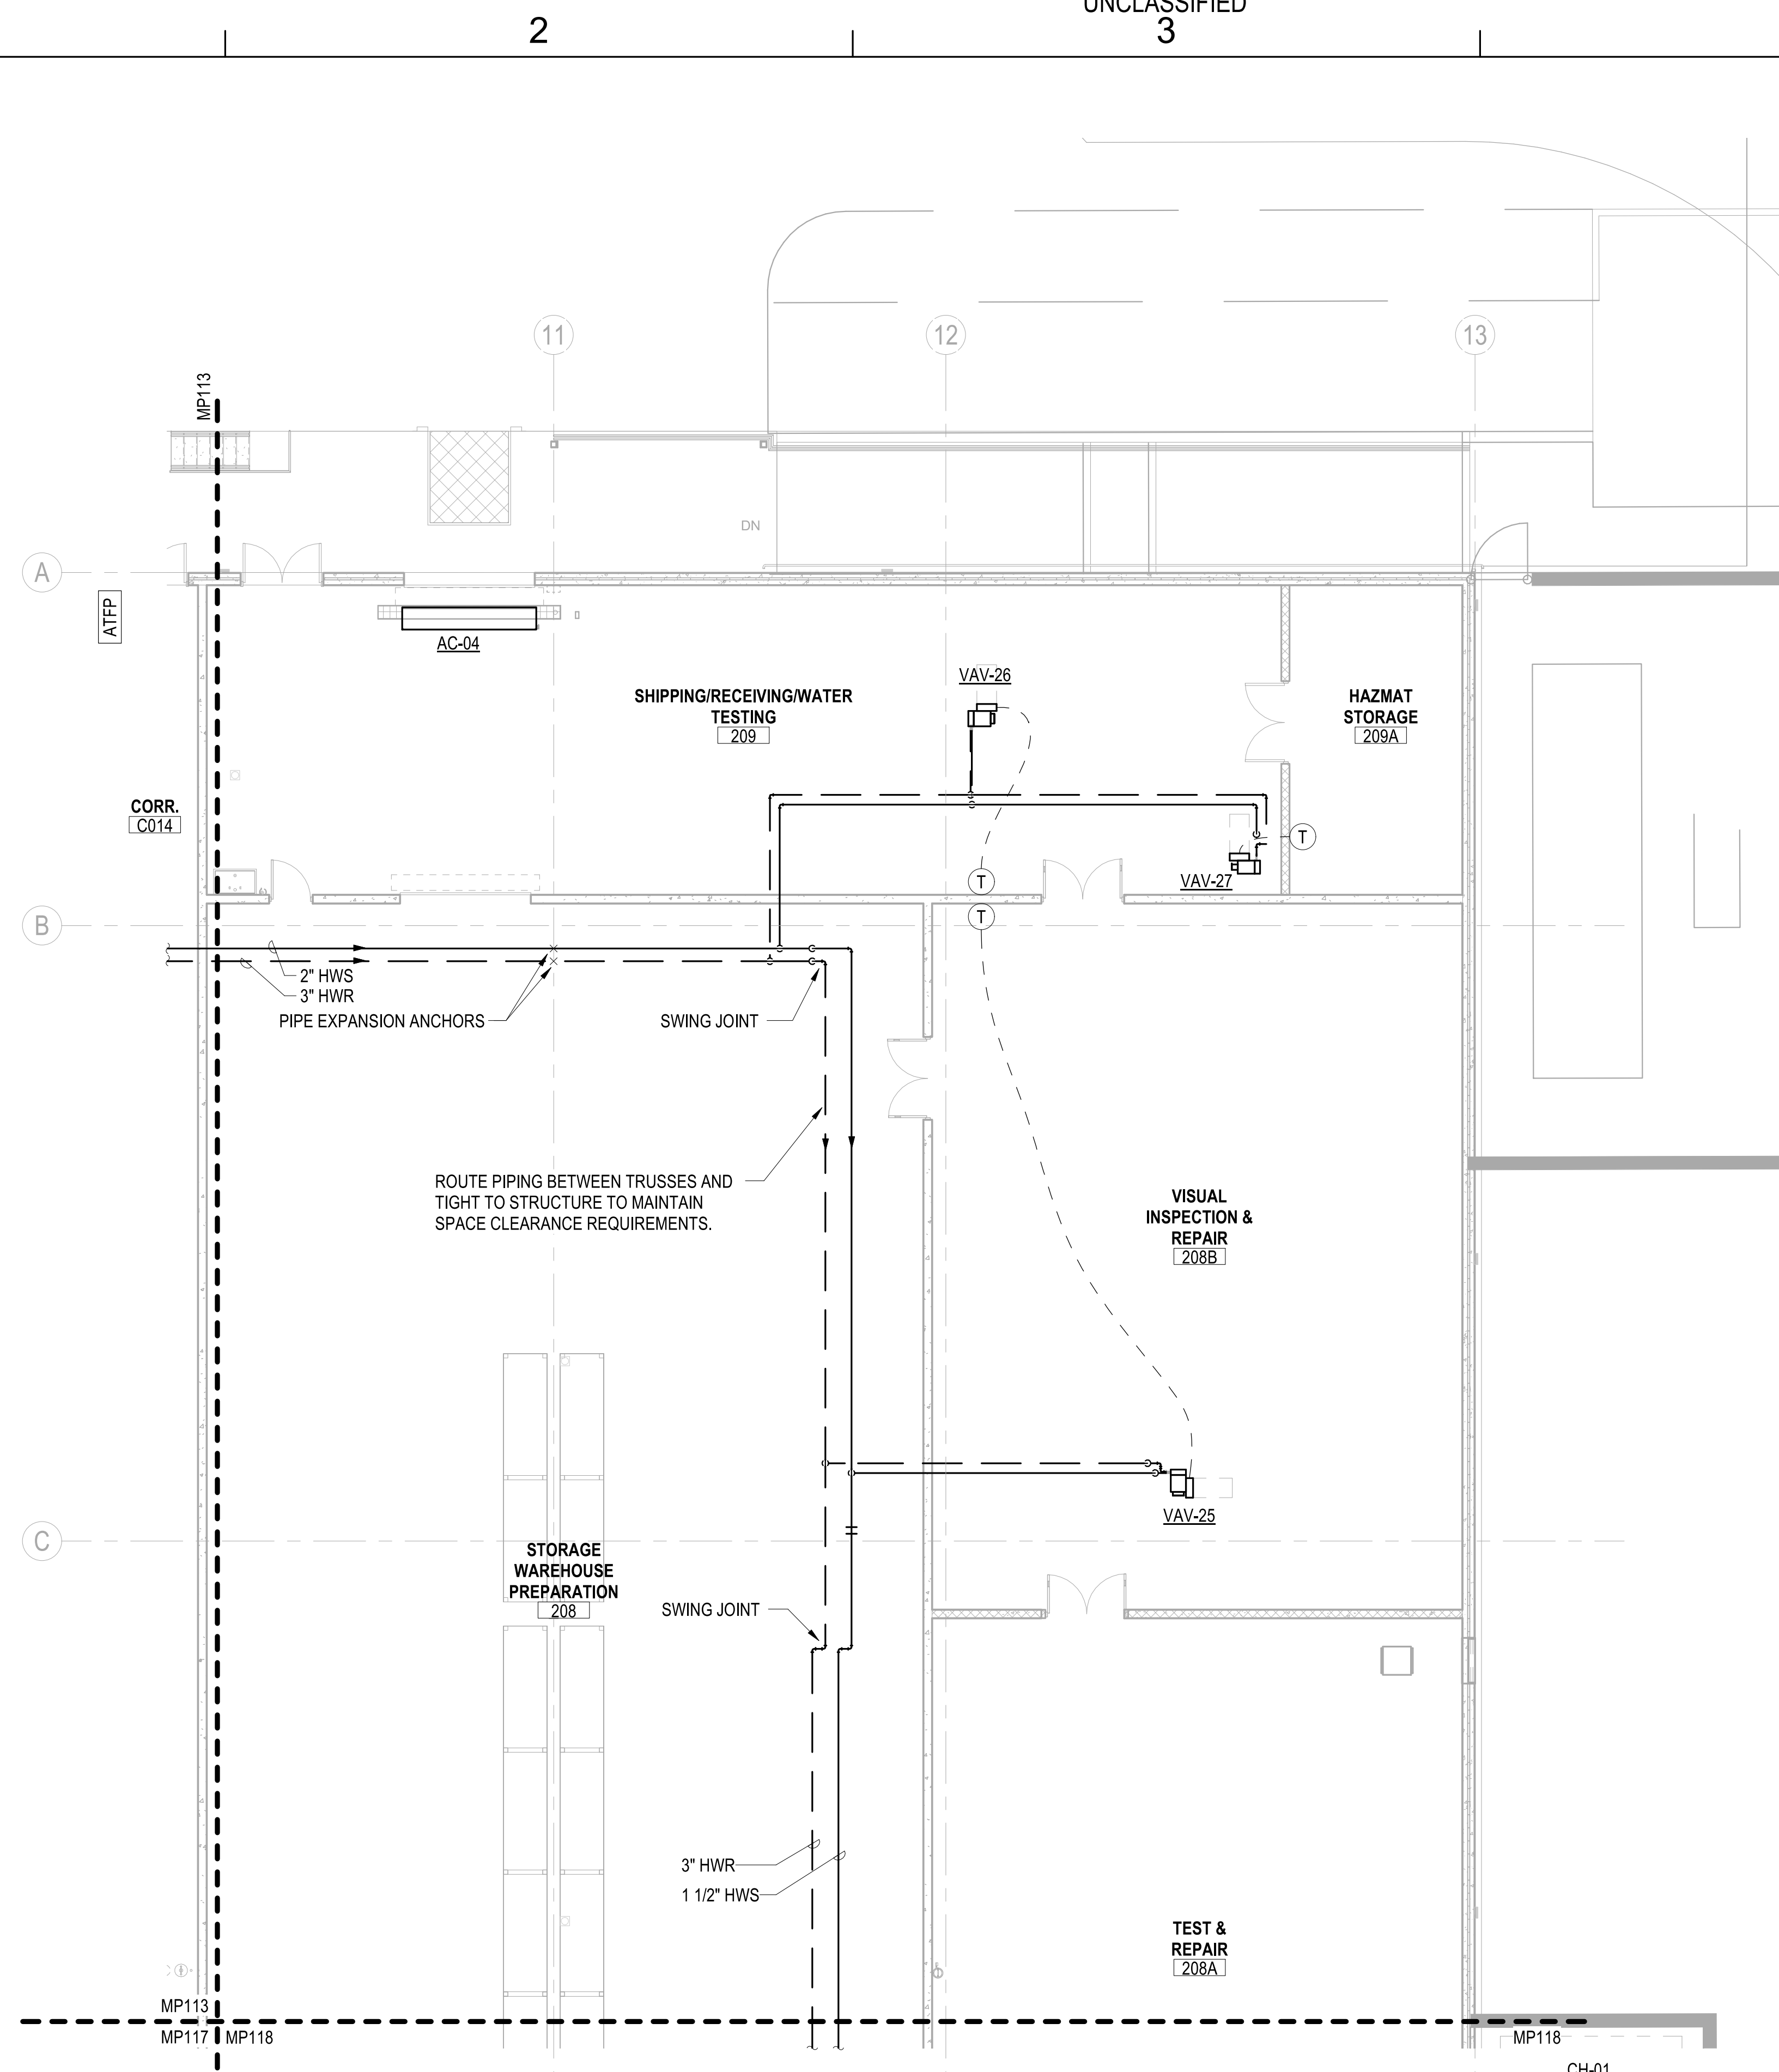 UNCLASSIFIED
2
3
11
12
13
MP113
DN
A
ATFP
AC-04
SHIPPING/RECEIVING/WATER
TESTING
209
VAV-26
HAZMAT
STORAGE
209A
CORR.
C014
T
VAV-27
T
T
B
2" HWS
3" HWR
PIPE EXPANSION ANCHORS
SWING JOINT
ROUTE PIPING BETWEEN TRUSSES AND
TIGHT TO STRUCTURE TO MAINTAIN
SPACE CLEARANCE REQUIREMENTS.
VISUAL
INSPECTION &
REPAIR
208B
VAV-25
C
STORAGE
WAREHOUSE
PREPARATION
208
SWING JOINT
3" HWR
1 1/2" HWS
TEST &
REPAIR
208A
MP113
MP117
MP118
MP118
CH-01